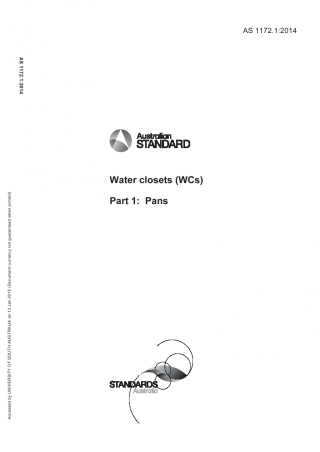 AS 1172.1:2014
AS 1172.1:2014
Australian
STANDARD
Water closets (WCs)
Part 1: Pans
STANDARDS
Australia
Accessed by UNIVERSITY OF SOUTH AUSTRALIA on 13 Jan 2015 (Document currency not guaranteed when printed)